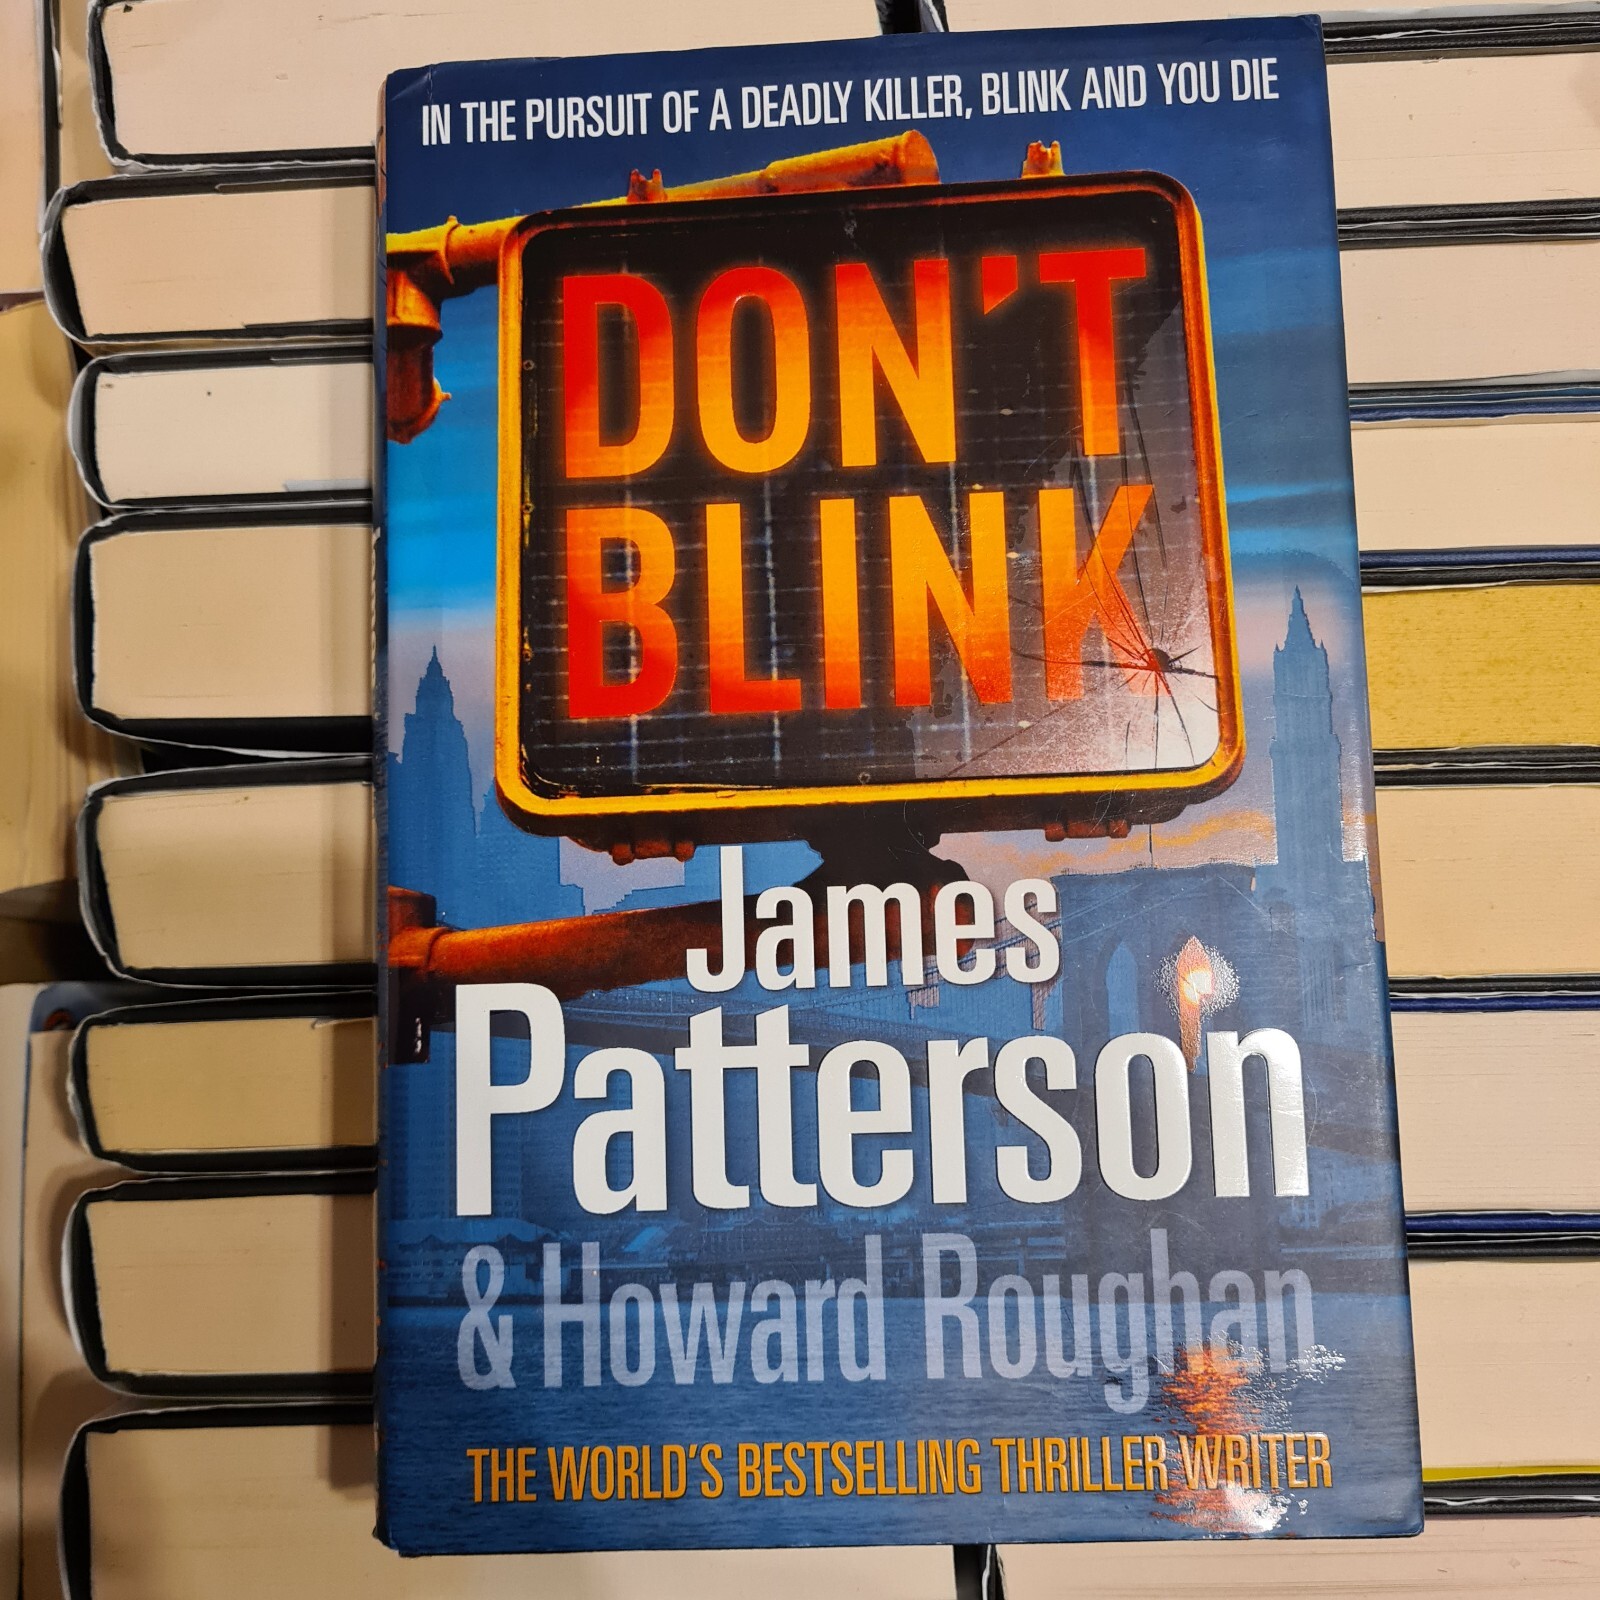 IN THE PURSUIT OF A DEADLY KILLER, BLINK AND YOU DIE
DON'T
BLINK
James
Patterson
& Howard Roughan
THE WORLD'S BESTSELLING THRILLER WRITER